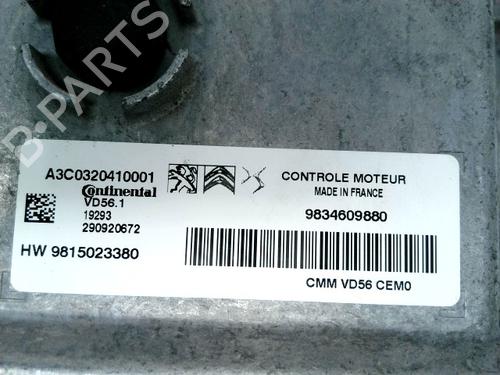 B-PARTS
A3C0320410001
Continental
VD56.1
19293
290920672
HW 9815023380
CONTROLE MOTEUR
MADE IN FRANCE
9834609880
CMM VD56 CEM0